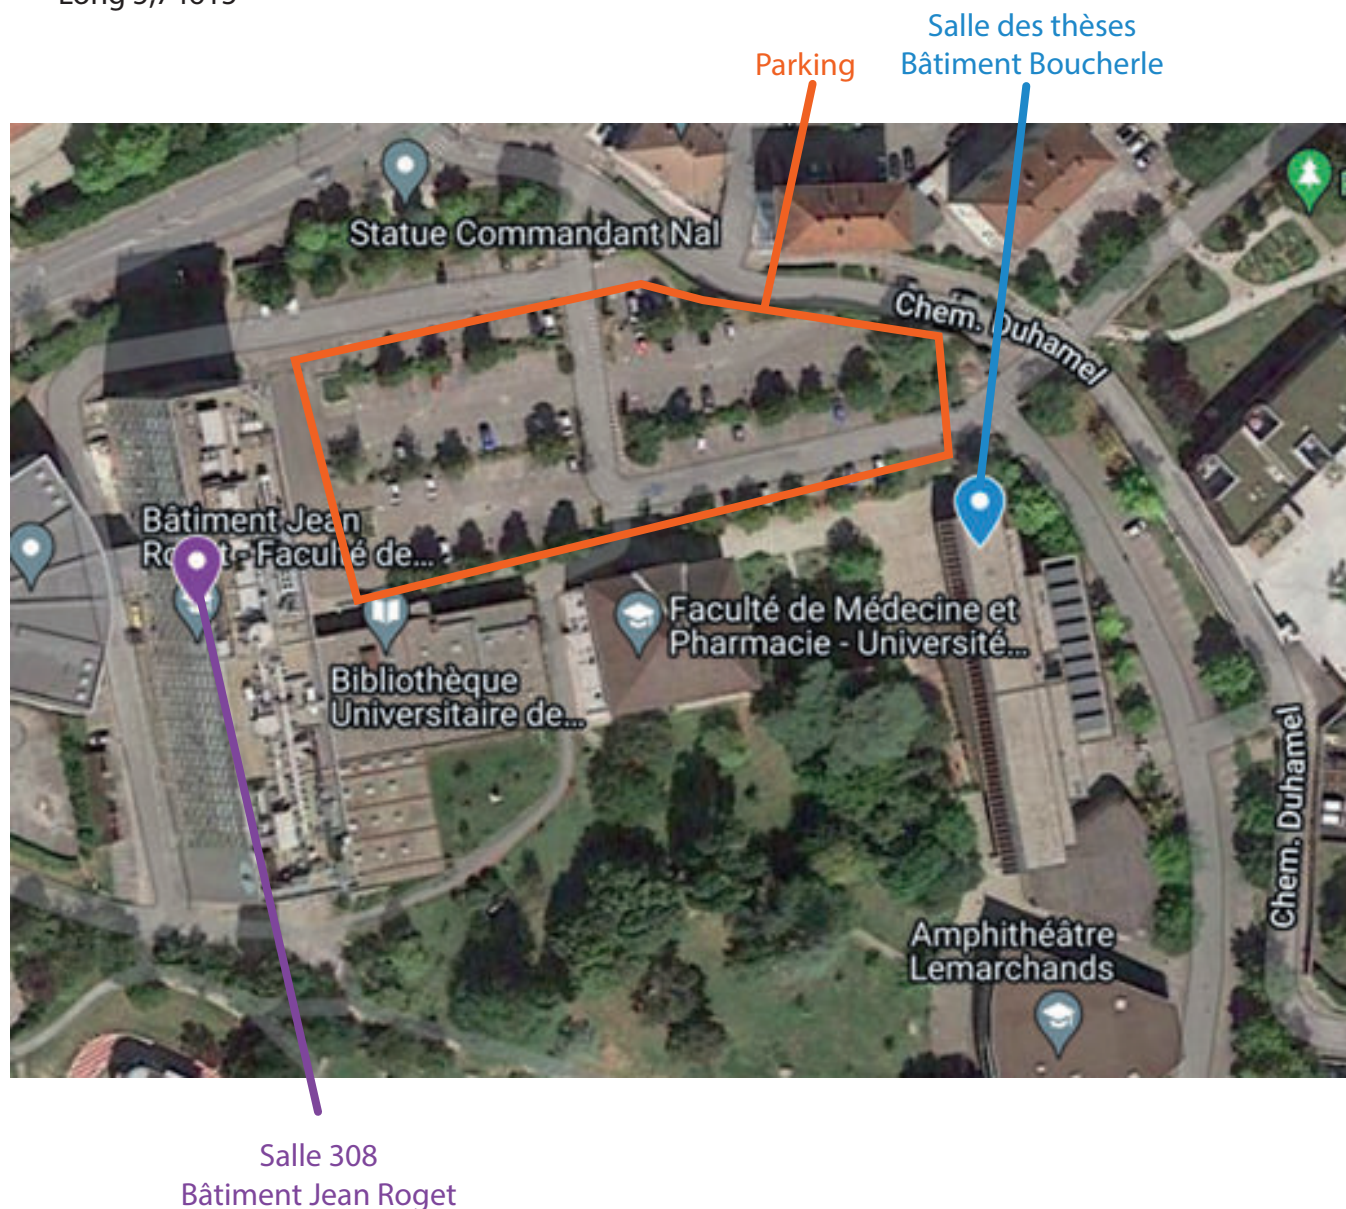 Salle des thèses
Parking
Bâtiment Boucherle
Statue Commandant Nal
Chem. Duhamel
Bâtiment Jean
Roget - Faculté de...
Faculté de Médecine et
Pharmacie - Université...
Bibliothèque
Universitaire de...
Chem. Duhamel
Amphithéâtre
Lemarchands
Salle 308
Bâtiment Jean Roget